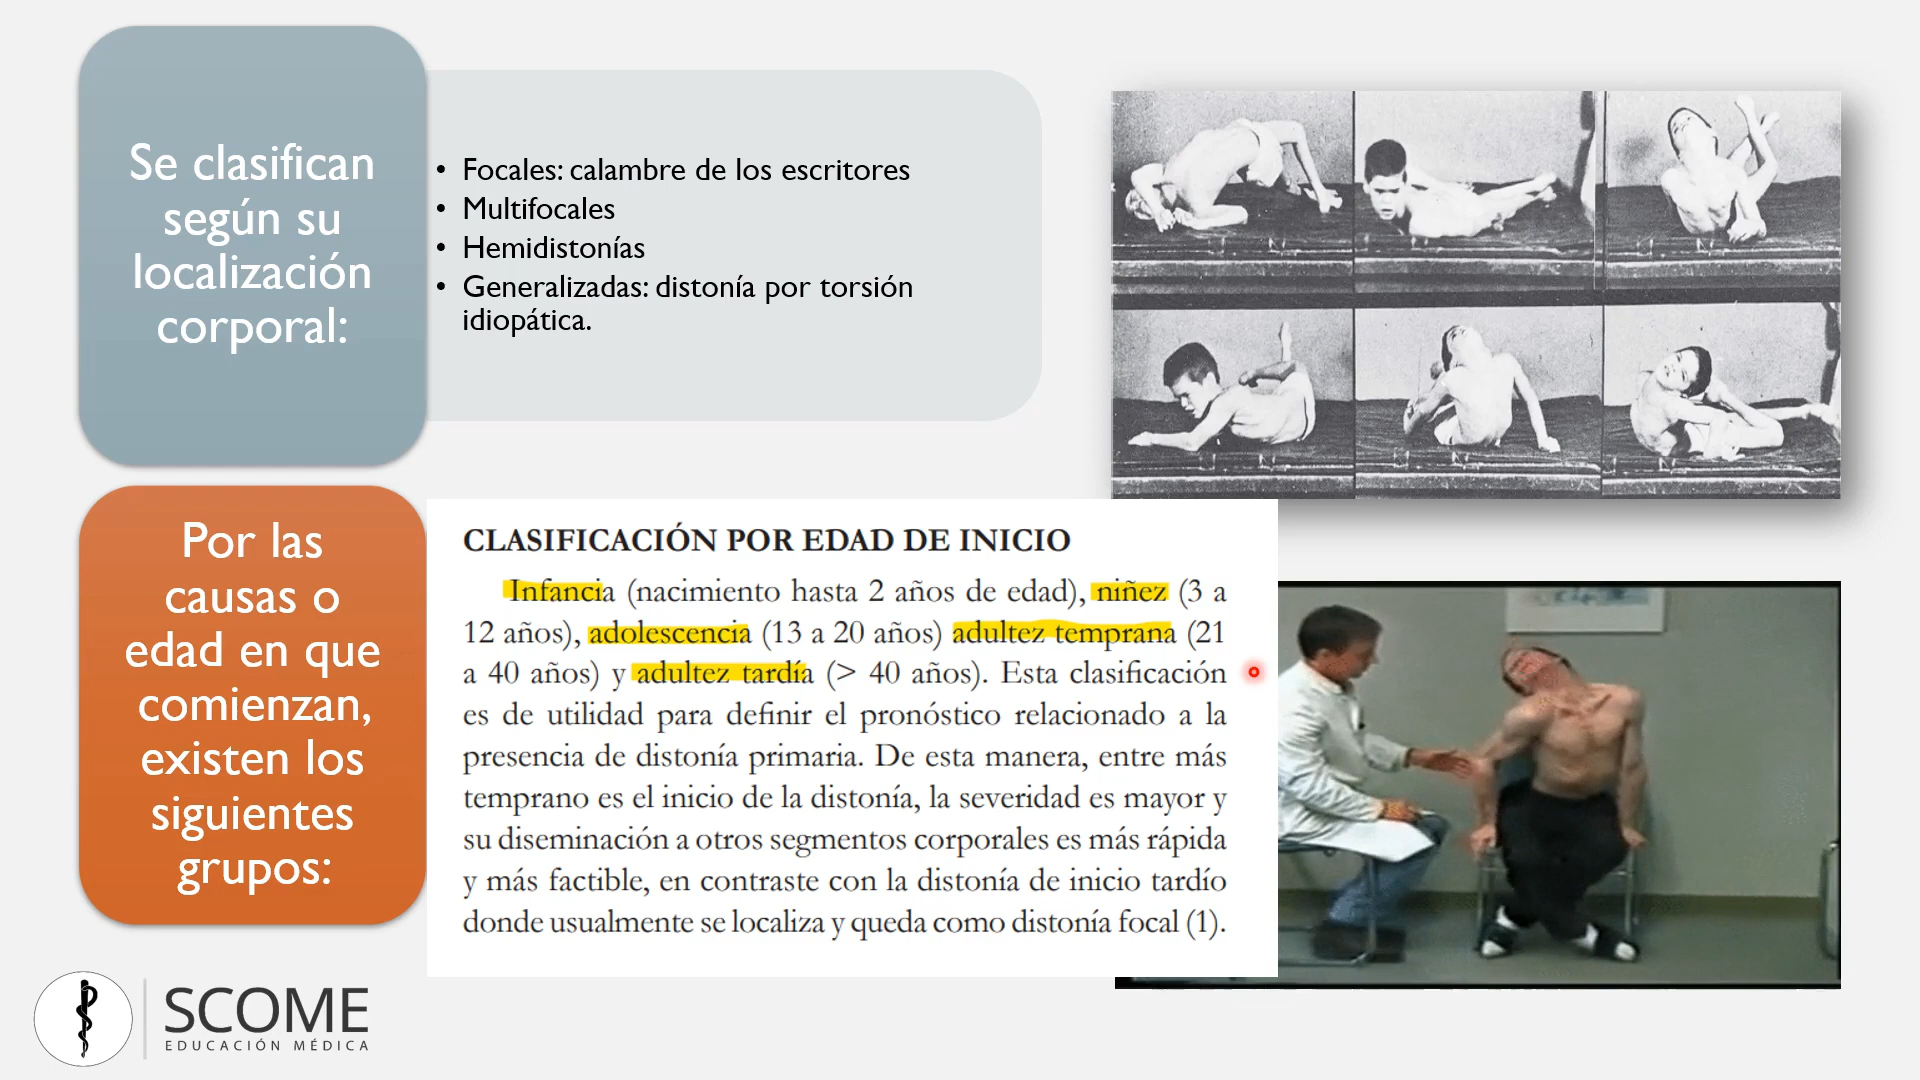 Se clasifican
según su
localización
corporal:
• Focales: calambre de los escritores
• Multifocales
• Hemidistonías
• Generalizadas: distonía por torsión
idiopática.
Por las
causas o
edad en que
comienzan,
existen los
siguientes
grupos:
CLASIFICACIÓN POR EDAD DE INICIO
Infancia (nacimiento hasta 2 años de edad), niñez (3 a
12 años), adolescencia (13 a 20 años) adultez temprana (21
a 40 años) y adultez tardía (> 40 años). Esta clasificación
es de utilidad para definir el pronóstico relacionado a la
presencia de distonía primaria. De esta manera, entre más
temprano es el inicio de la distonía, la severidad es mayor y
su diseminación a otros segmentos corporales es más rápida
y más factible, en contraste con la distonía de inicio tardío
donde usualmente se localiza y queda como distonía focal (1).
SCOME
EDUCACIÓN MÉDICA